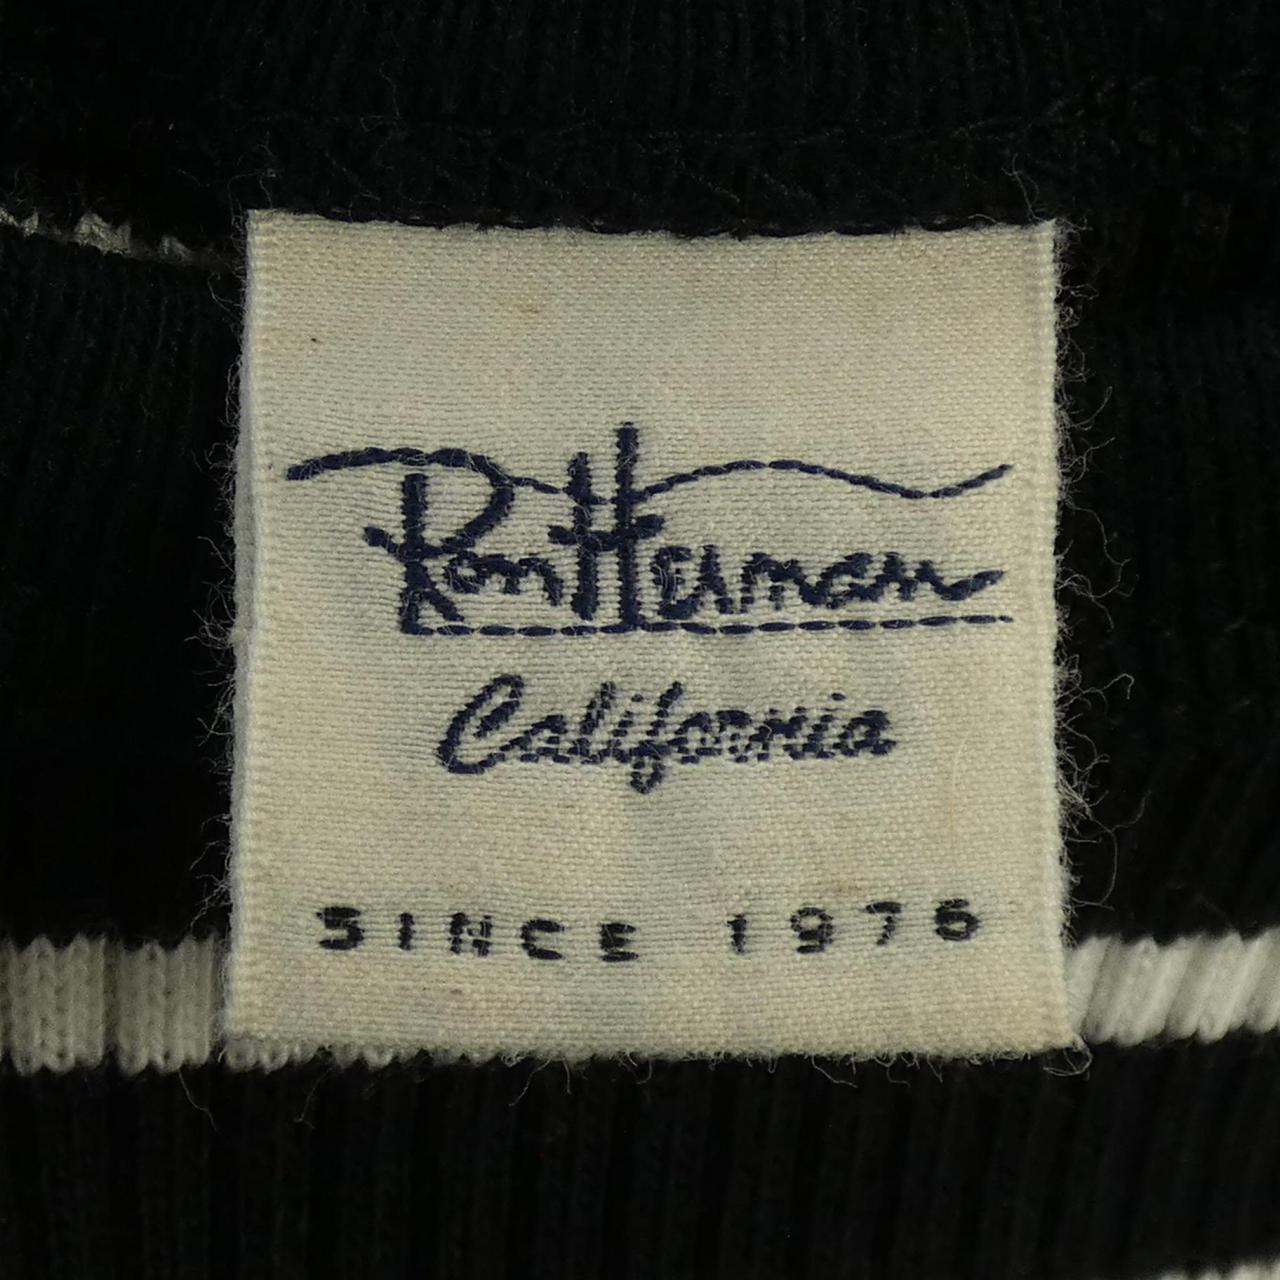 Ron Herman
California
SINCE 1976